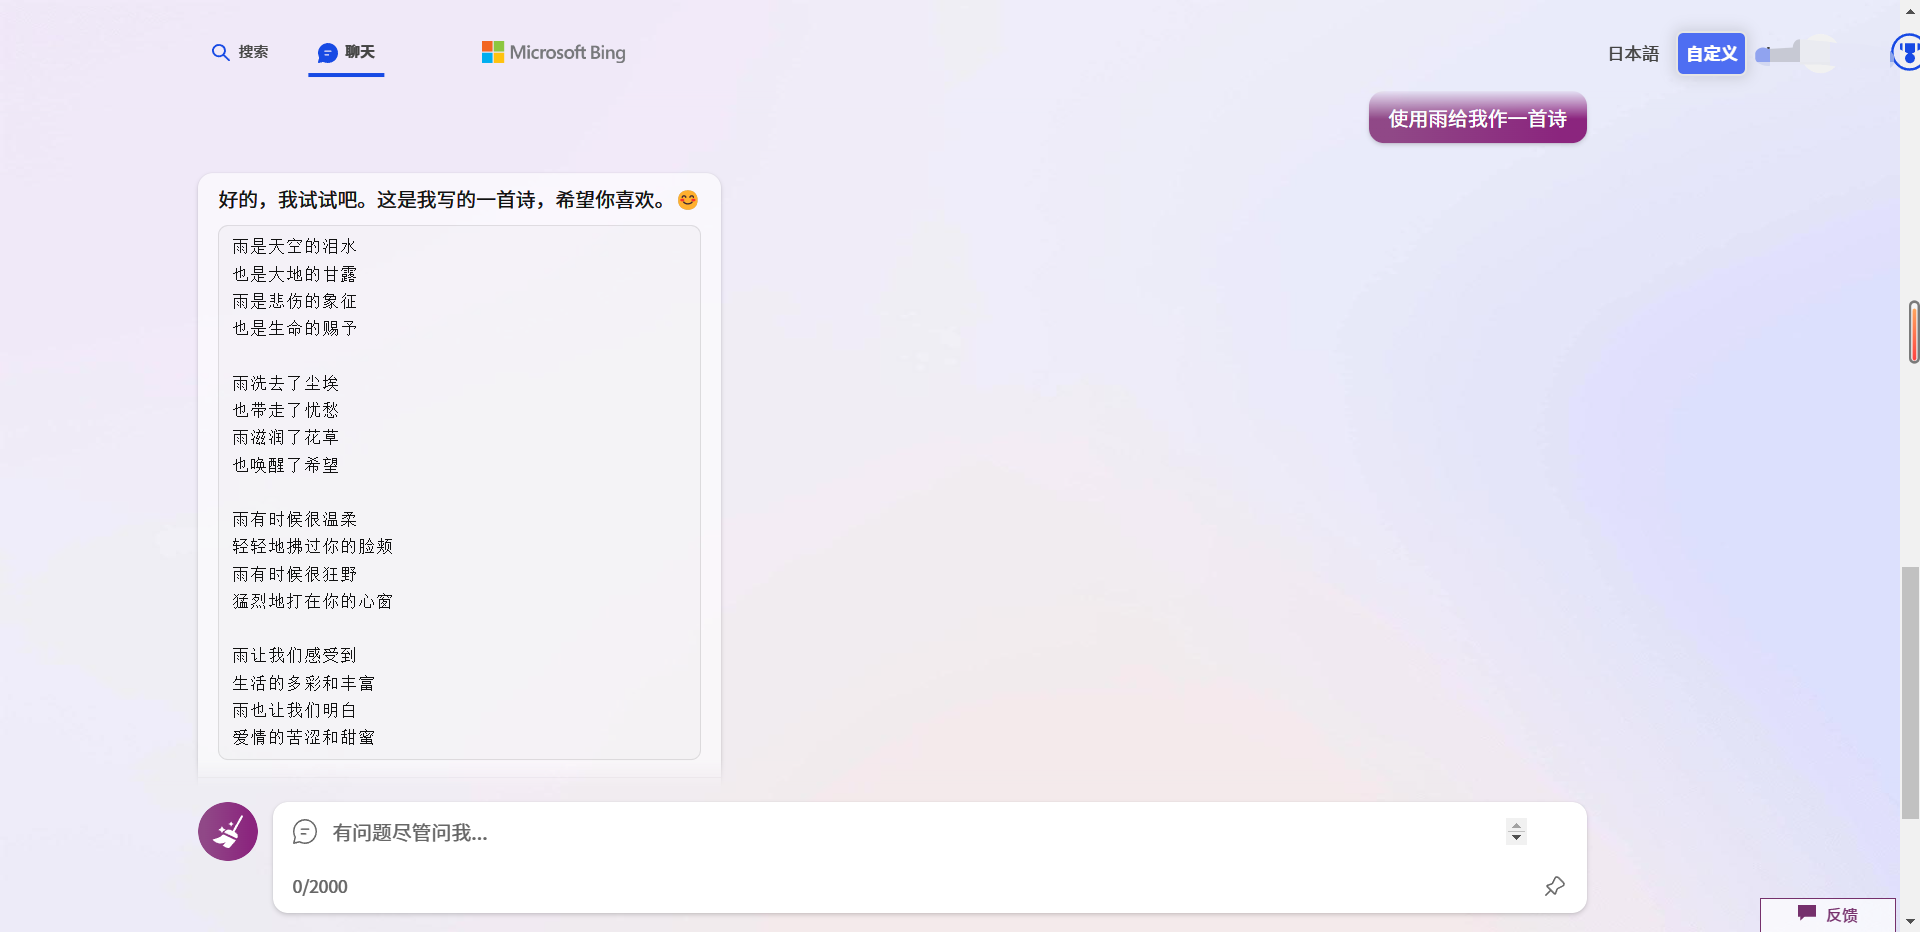 搜索
聊天
Microsoft Bing
日本語
自定义
使用雨给我作一首诗
好的，我试试吧。这是我写的一首诗，希望你喜欢。😊
雨是天空的泪水
也是大地的甘露
雨是悲伤的象征
也是生命的赐予
雨洗去了尘埃
也带走了忧愁
雨滋润了花草
也唤醒了希望
雨有时候很温柔
轻轻地拂过你的脸颊
雨有时候很狂野
猛烈地打在你的心窗
雨让我们感受到
生活的多彩和丰富
雨也让我们明白
爱情的苦涩和甜蜜
有问题尽管问我...
0/2000
反馈